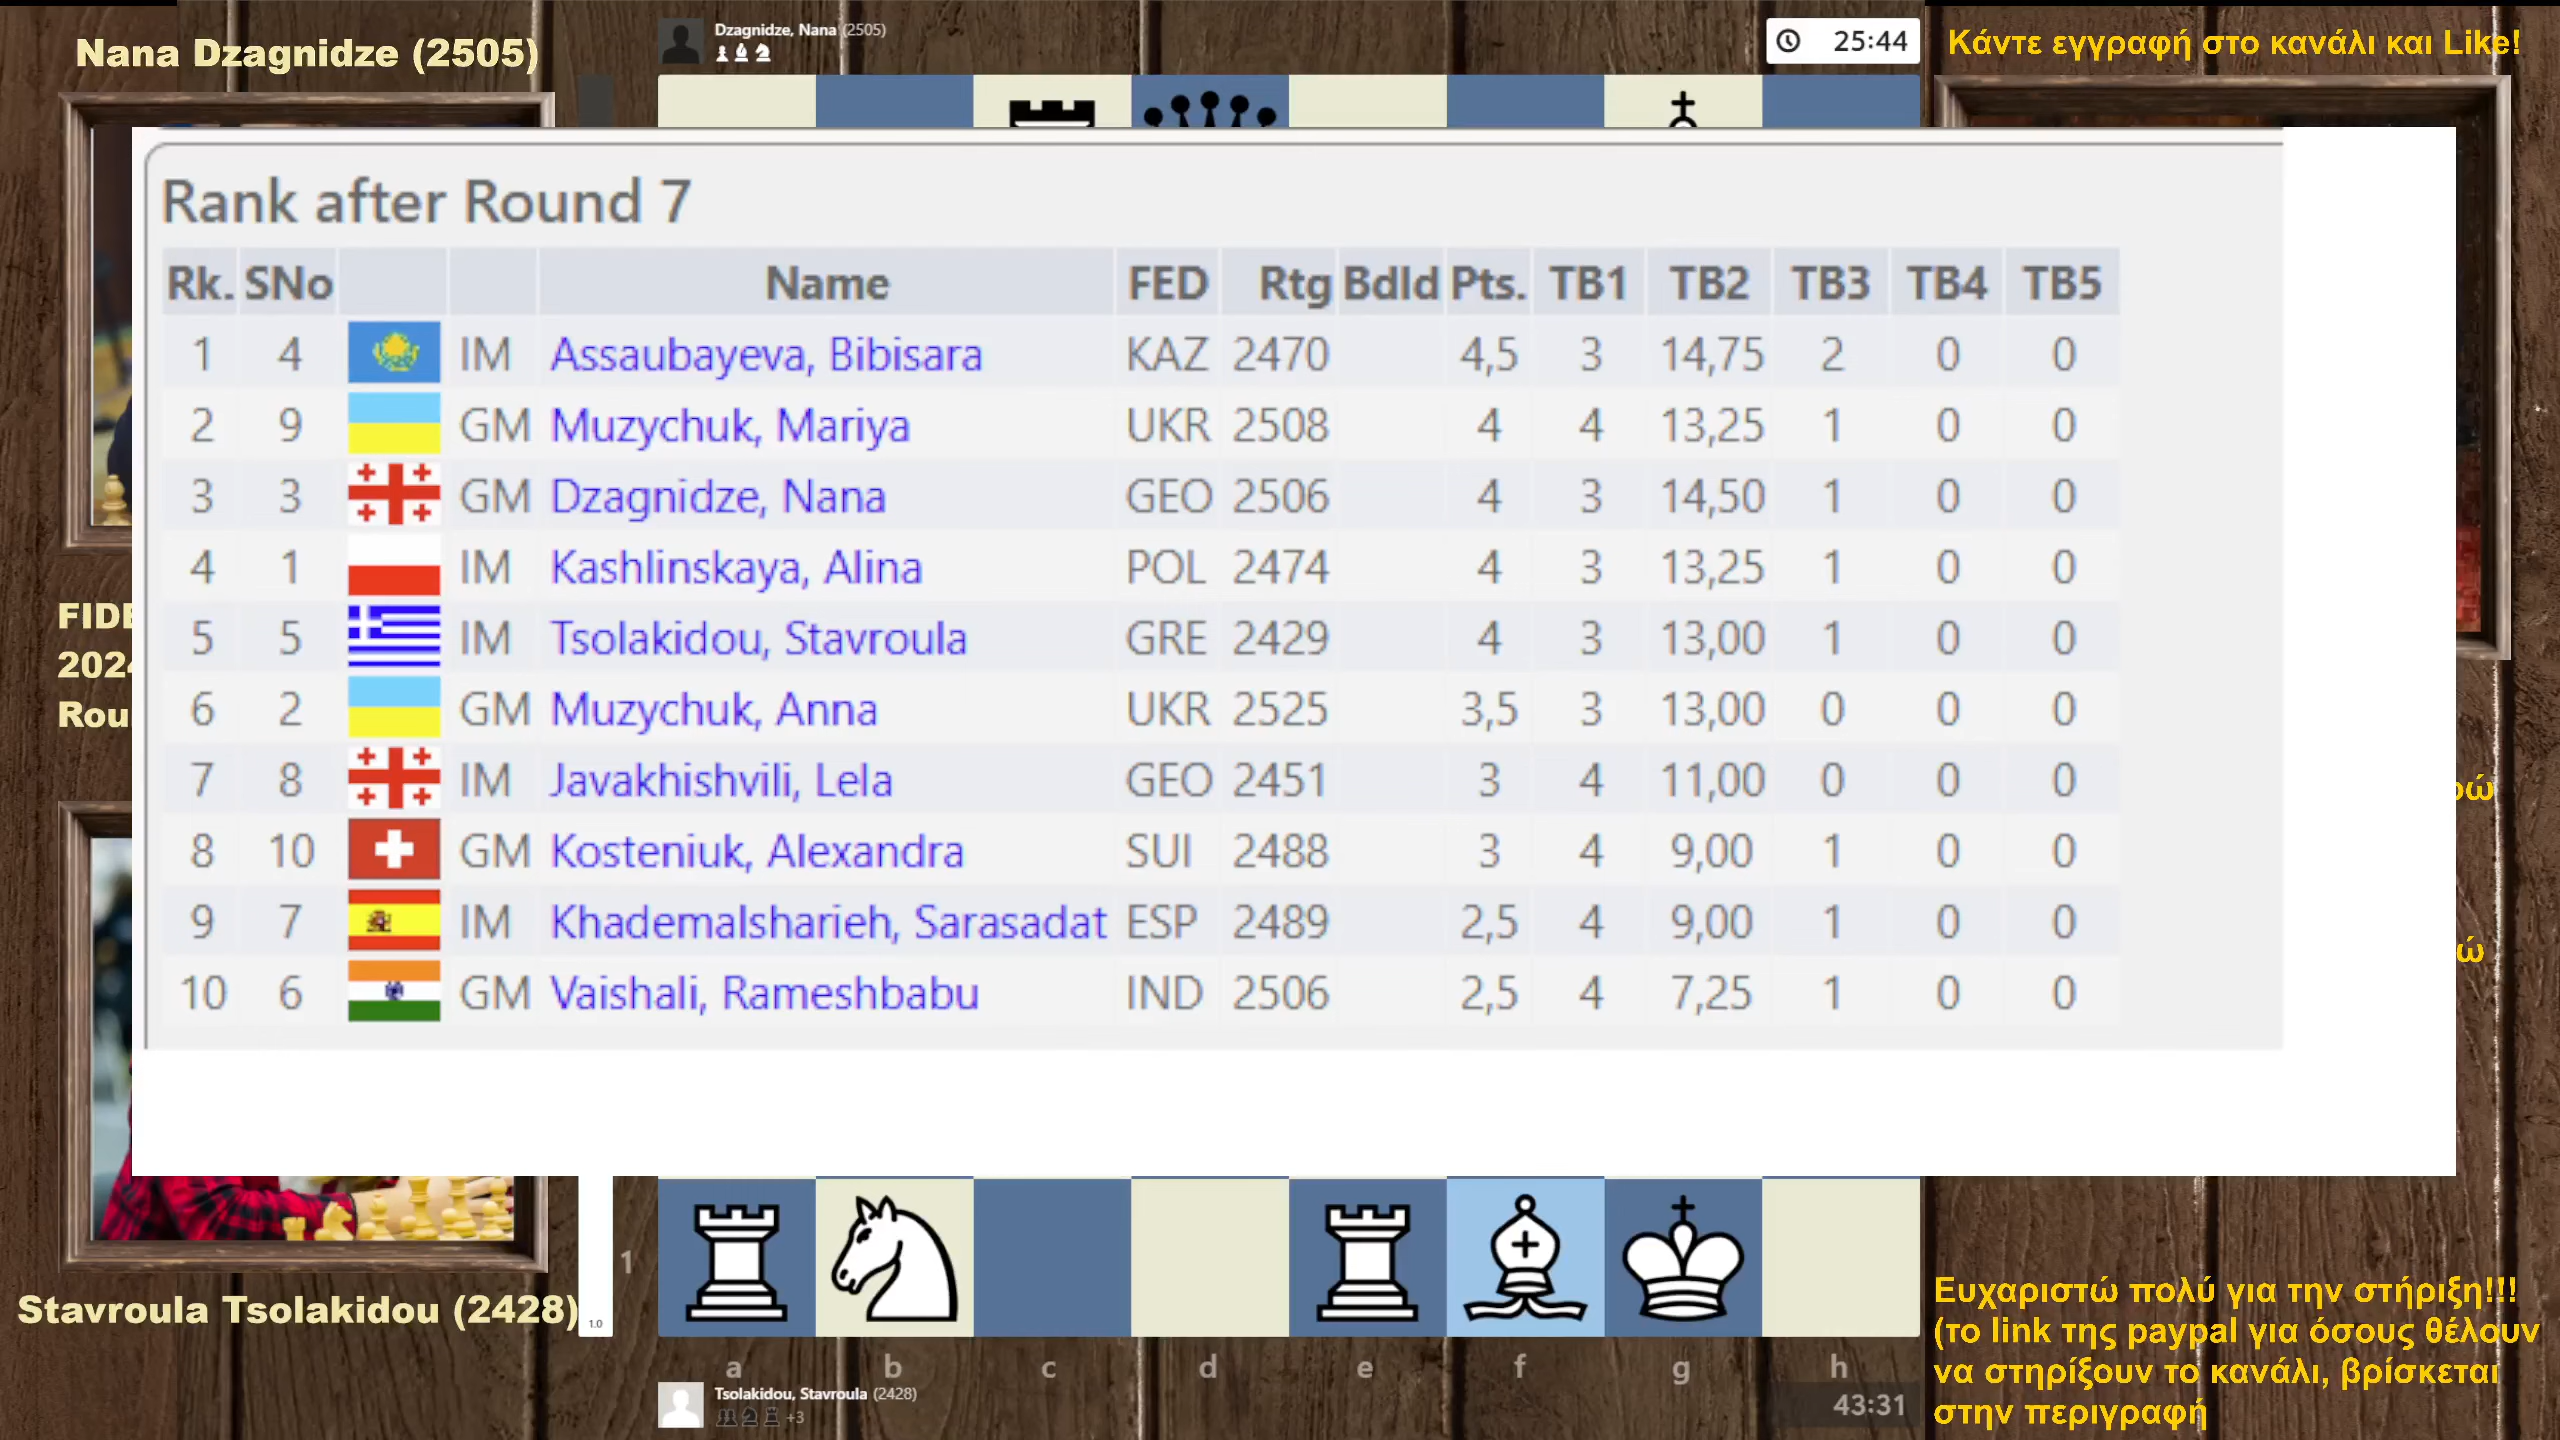 Nana Dzagnidze (2505)
Dzagnidze, Nana (2505)
25:44
Κάντε εγγραφή στο κανάλι και Like!
Rank after Round 7
Rk. SNo Name FED Rtg BdId Pts. TB1 TB2 TB3 TB4 TB5
1 4 IM Assaubayeva, Bibisara KAZ 2470 4,5 3 14,75 2 0 0
2 9 GM Muzychuk, Mariya UKR 2508 4 4 13,25 1 0 0
3 3 GM Dzagnidze, Nana GEO 2506 4 3 14,50 1 0 0
4 1 IM Kashlinskaya, Alina POL 2474 4 3 13,25 1 0 0
5 5 IM Tsolakidou, Stavroula GRE 2429 4 3 13,00 1 0 0
6 2 GM Muzychuk, Anna UKR 2525 3,5 3 13,00 0 0 0
7 8 IM Javakhishvili, Lela GEO 2451 3 4 11,00 0 0 0
8 10 GM Kosteniuk, Alexandra SUI 2488 3 4 9,00 1 0 0
9 7 IM Khademalsharieh, Sarasadat ESP 2489 2,5 4 9,00 1 0 0
10 6 GM Vaishali, Rameshbabu IND 2506 2,5 4 7,25 1 0 0
FIDE
2024
Rou
ρώ
ώ
Stavroula Tsolakidou (2428)
1.0
1
a b c d e f g h
Tsolakidou, Stavroula (2428)
+3
43:31
Ευχαριστώ πολύ για την στήριξη!!!
(το link της paypal για όσους θέλουν
να στηρίξουν το κανάλι, βρίσκεται
στην περιγραφή